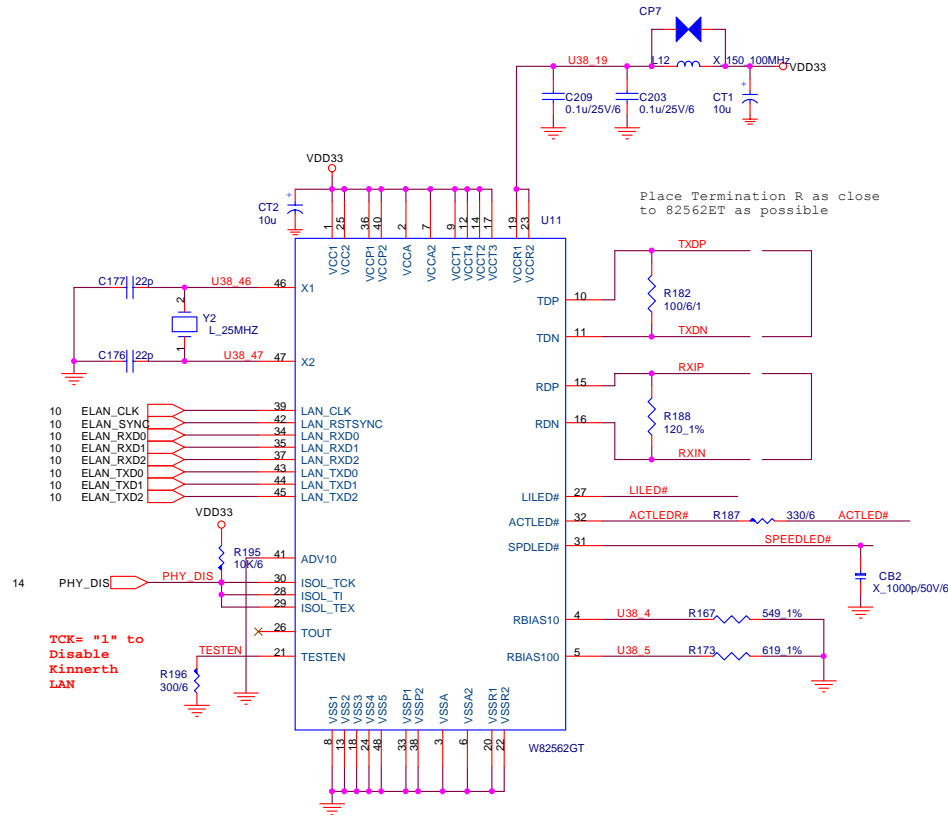 CP7
U38_19
L12
X_150_100MHz
VDD33
C209
0.1u/25V/6
C203
0.1u/25V/6
CT1
10u
+
VDD33
CT2
10u
+
Place Termination R as close
to 82562ET as possible
U11
1
25
36
40
2
7
9
12
14
17
19
23
VCC1
VCC2
VCCP1
VCCP2
VCCA
VCCA2
VCCT1
VCCT4
VCCT2
VCCT3
VCCR1
VCCR2
C177
22p
U38_46
46
X1
2
Y2
L_25MHZ
1
C176
22p
U38_47
47
X2
TDP
10
TXDP
R182
100/6/1
TDN
11
TXDN
RDP
15
RXIP
R188
120_1%
RDN
16
RXIN
10 ELAN_CLK 39 LAN_CLK
10 ELAN_SYNC 42 LAN_RSTSYNC
10 ELAN_RXD0 34 LAN_RXD0
10 ELAN_RXD1 35 LAN_RXD1
10 ELAN_RXD2 37 LAN_RXD2
10 ELAN_TXD0 43 LAN_TXD0
10 ELAN_TXD1 44 LAN_TXD1
10 ELAN_TXD2 45 LAN_TXD2
LILED# 27 LILED#
ACTLED# 32 ACTLEDR# R187 330/6 ACTLED#
SPDLED# 31 SPEEDLED#
CB2
X_1000p/50V/6
VDD33
R195
10K/6
41 ADV10
14 PHY_DIS PHY_DIS 30 ISOL_TCK
28 ISOL_TI
29 ISOL_TEX
26 TOUT
TESTEN 21 TESTEN
R196
300/6
TCK= "1" to
Disable
Kinnerth
LAN
RBIAS10 4 U38_4 R167 549_1%
RBIAS100 5 U38_5 R173 619_1%
VSS1
VSS2
VSS3
VSS4
VSS5
VSSP1
VSSP2
VSSA
VSSA2
VSSR1
VSSR2
8
13
18
24
48
33
38
3
6
20
22
W82562GT